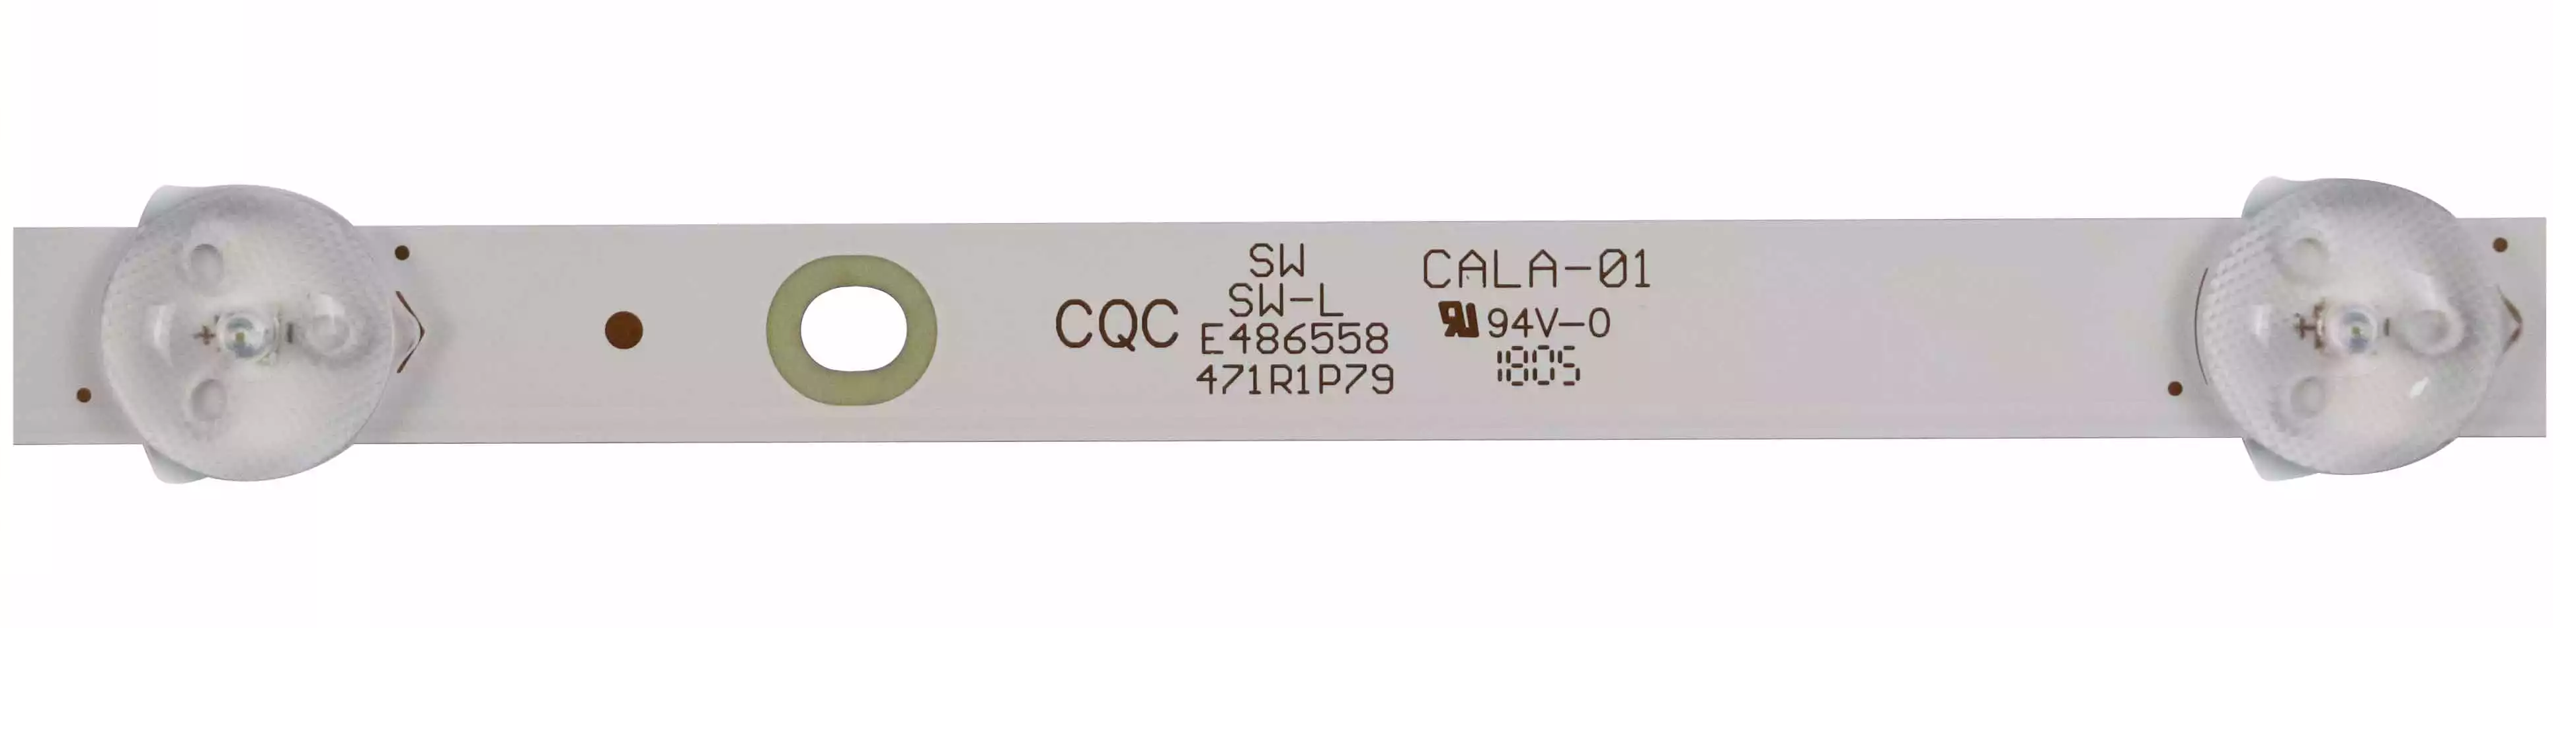 CQC
SW
SW-L
E486558
471R1P79
CALA-01
94V-0
1805